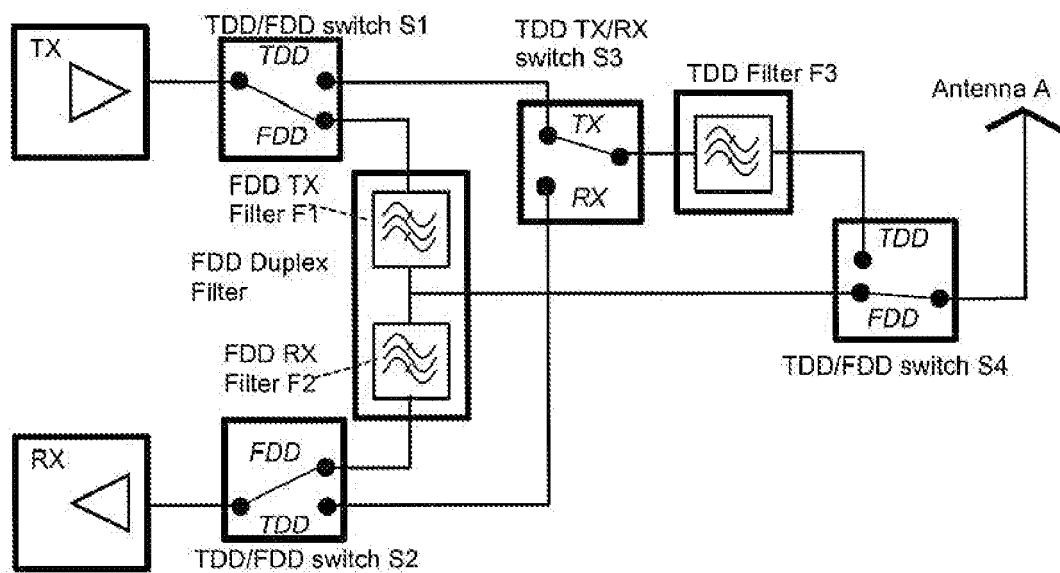 TX
TDD/FDD switch S1
TDD
FDD
TDD TX/RX
switch S3
TX
RX
TDD Filter F3
Antenna A
FDD TX
Filter F1
FDD Duplex
Filter
FDD RX
Filter F2
TDD
FDD
TDD/FDD switch S4
RX
FDD
TDD
TDD/FDD switch S2